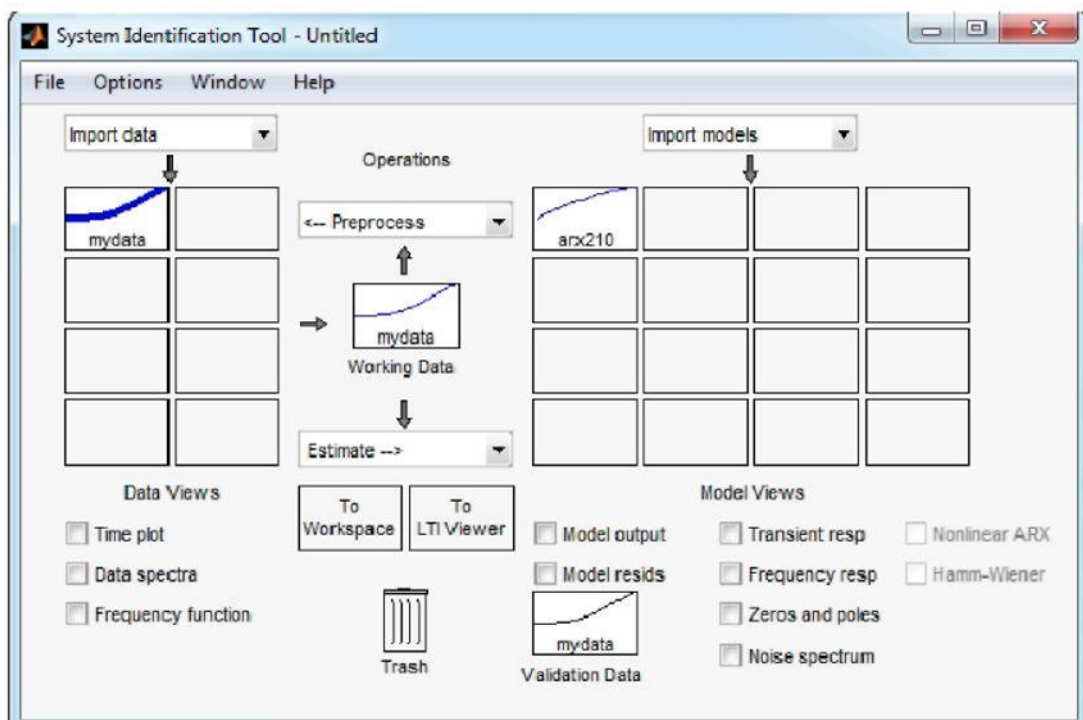 System Identification Tool - Untitled
File Options Window Help
Import data
Operations
Import models
mydata
<-- Preprocess
arx210
mydata
Working Data
Estimate -->
Data Views
To Workspace
To LTI Viewer
Model Views
Time plot
Data spectra
Frequency function
Trash
Model output
Model resids
mydata
Validation Data
Transient resp
Frequency resp
Zeros and poles
Noise spectrum
Nonlinear ARX
Hamm-Wiener